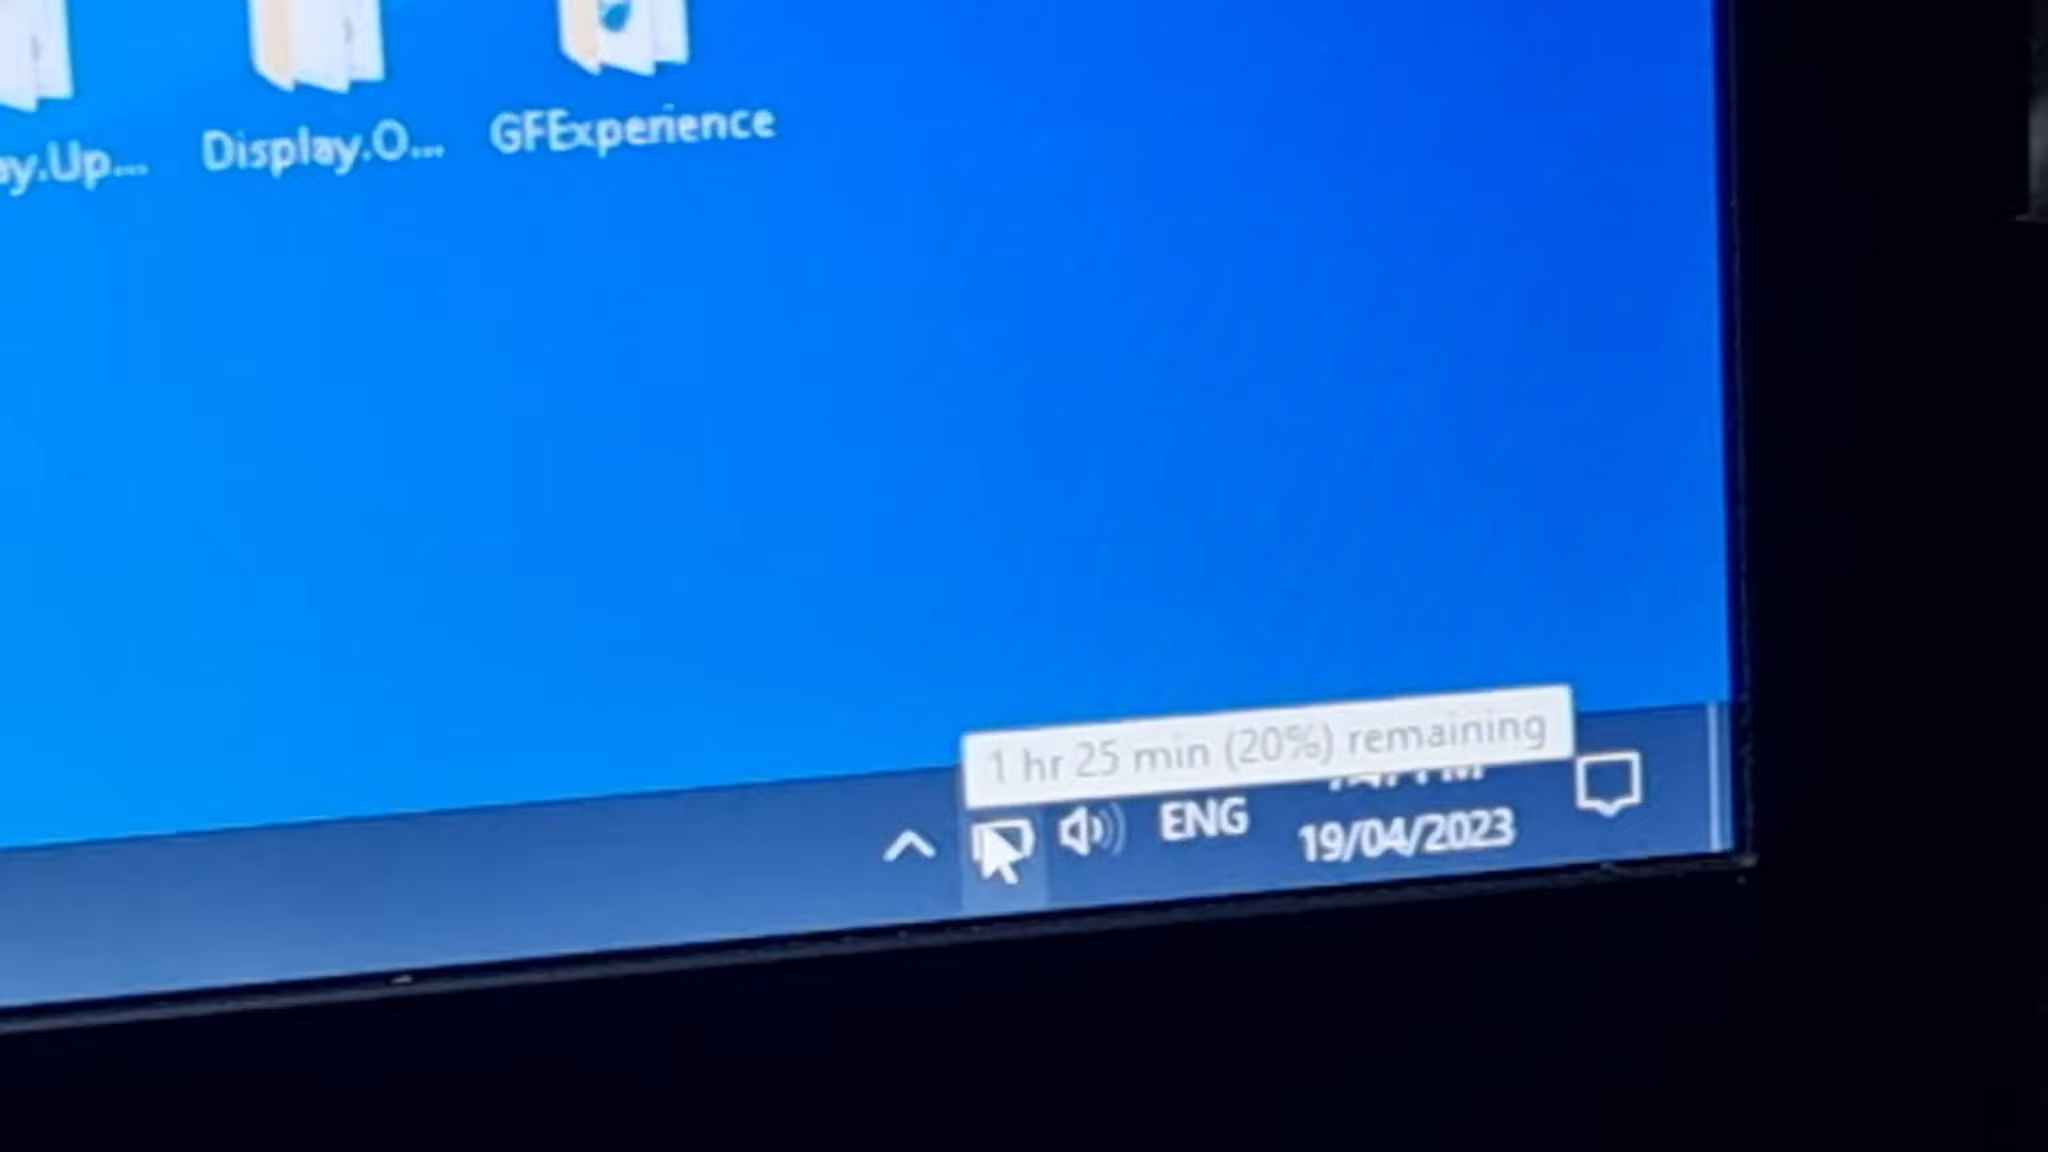 ay.Up...
Display.O...
GFExperience
1 hr 25 min (20%) remaining
ENG
19/04/2023